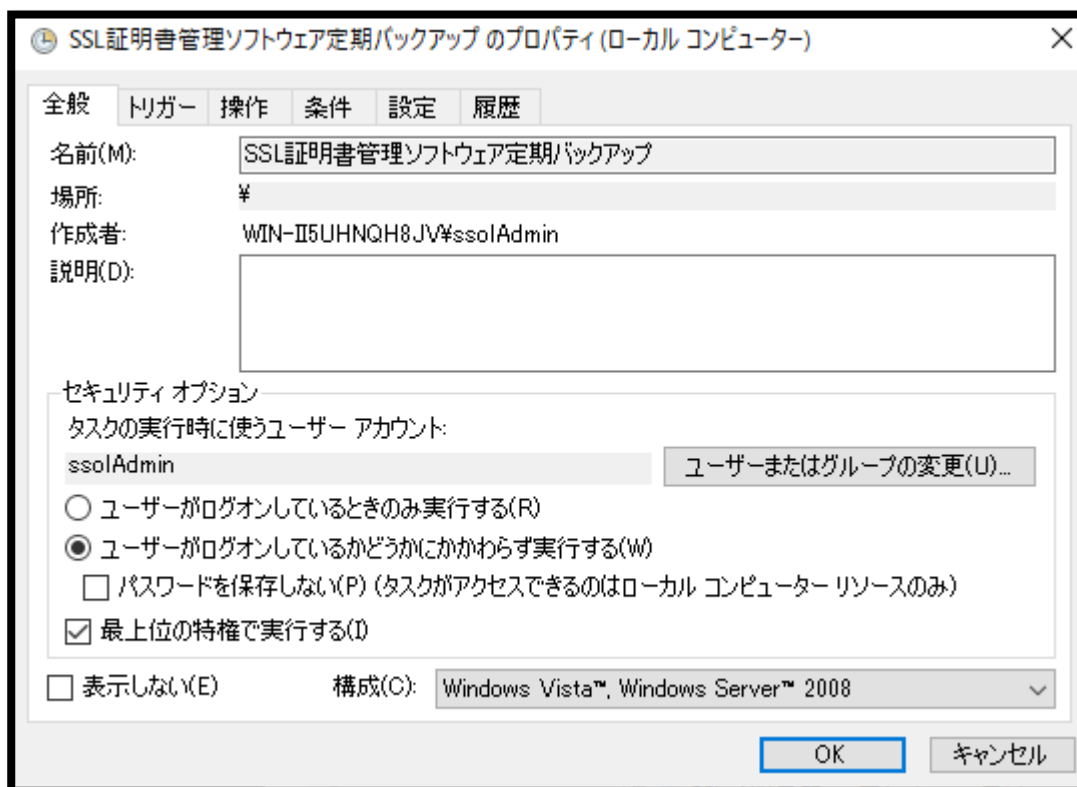 SSL証明書管理ソフトウェア定期バックアップ のプロパティ (ローカル コンピューター)
全般 トリガー 操作 条件 設定 履歴
名前(M): SSL証明書管理ソフトウェア定期バックアップ
場所: ¥
作成者: WIN-II5UHNQH8JV¥ssolAdmin
説明(D):
セキュリティ オプション
タスクの実行時に使うユーザー アカウント:
ssolAdmin ユーザーまたはグループの変更(U)...
ユーザーがログオンしているときのみ実行する(R)
ユーザーがログオンしているかどうかにかかわらず実行する(W)
パスワードを保存しない(P) (タスクがアクセスできるのはローカル コンピューター リソースのみ)
最上位の特権で実行する(I)
表示しない(E) 構成(C): Windows Vista™, Windows Server™ 2008
OK キャンセル